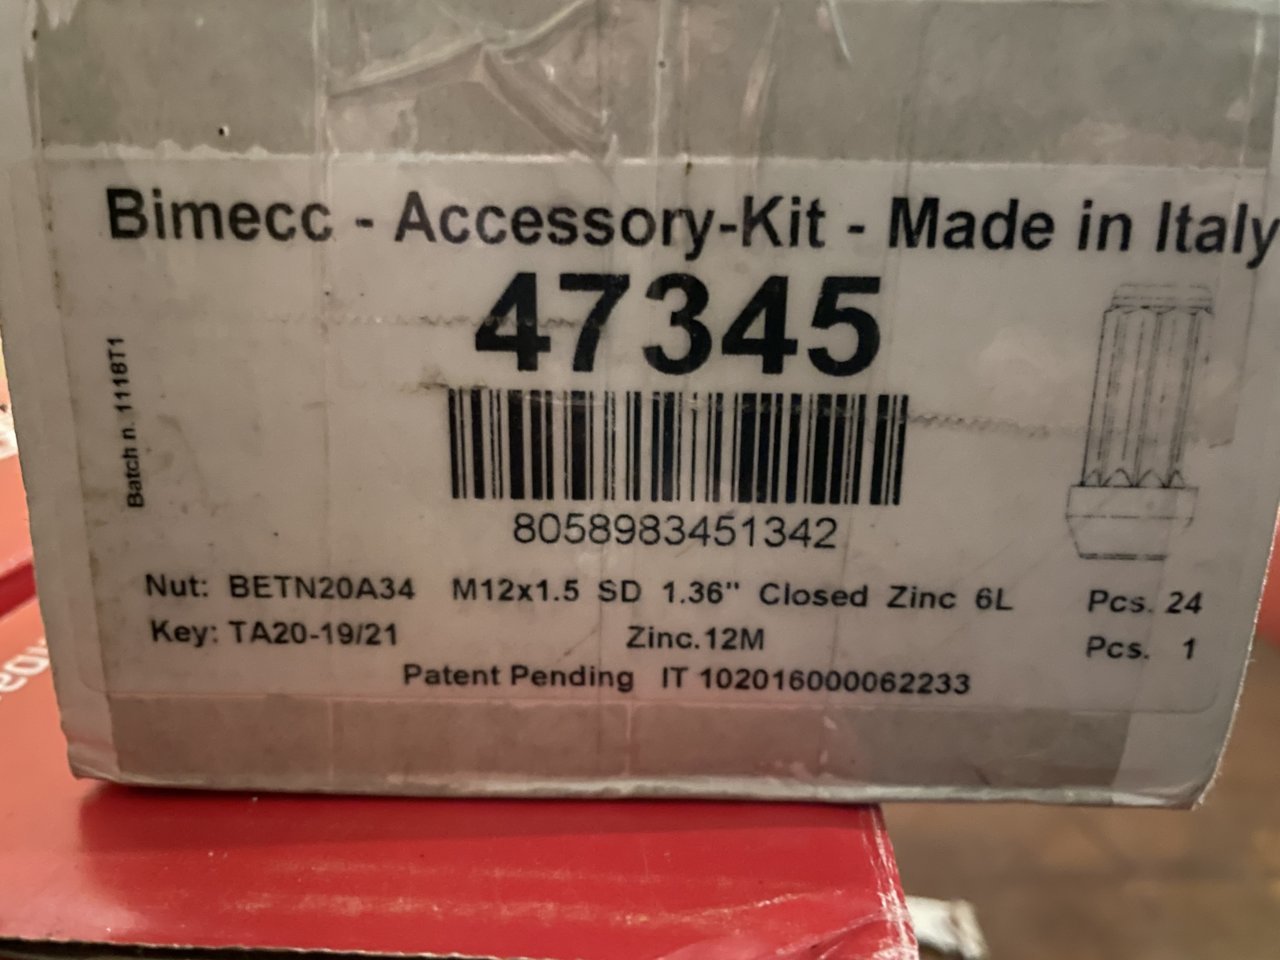 Bimecc - Accessory-Kit - Made in Italy
47345
Batch n. 11118T1
8058983451342
Nut: BETN20A34 M12x1.5 SD 1.36" Closed Zinc 6L Pcs. 24
Key: TA20-19/21 Zinc.12M Pcs. 1
Patent Pending IT 102016000062233